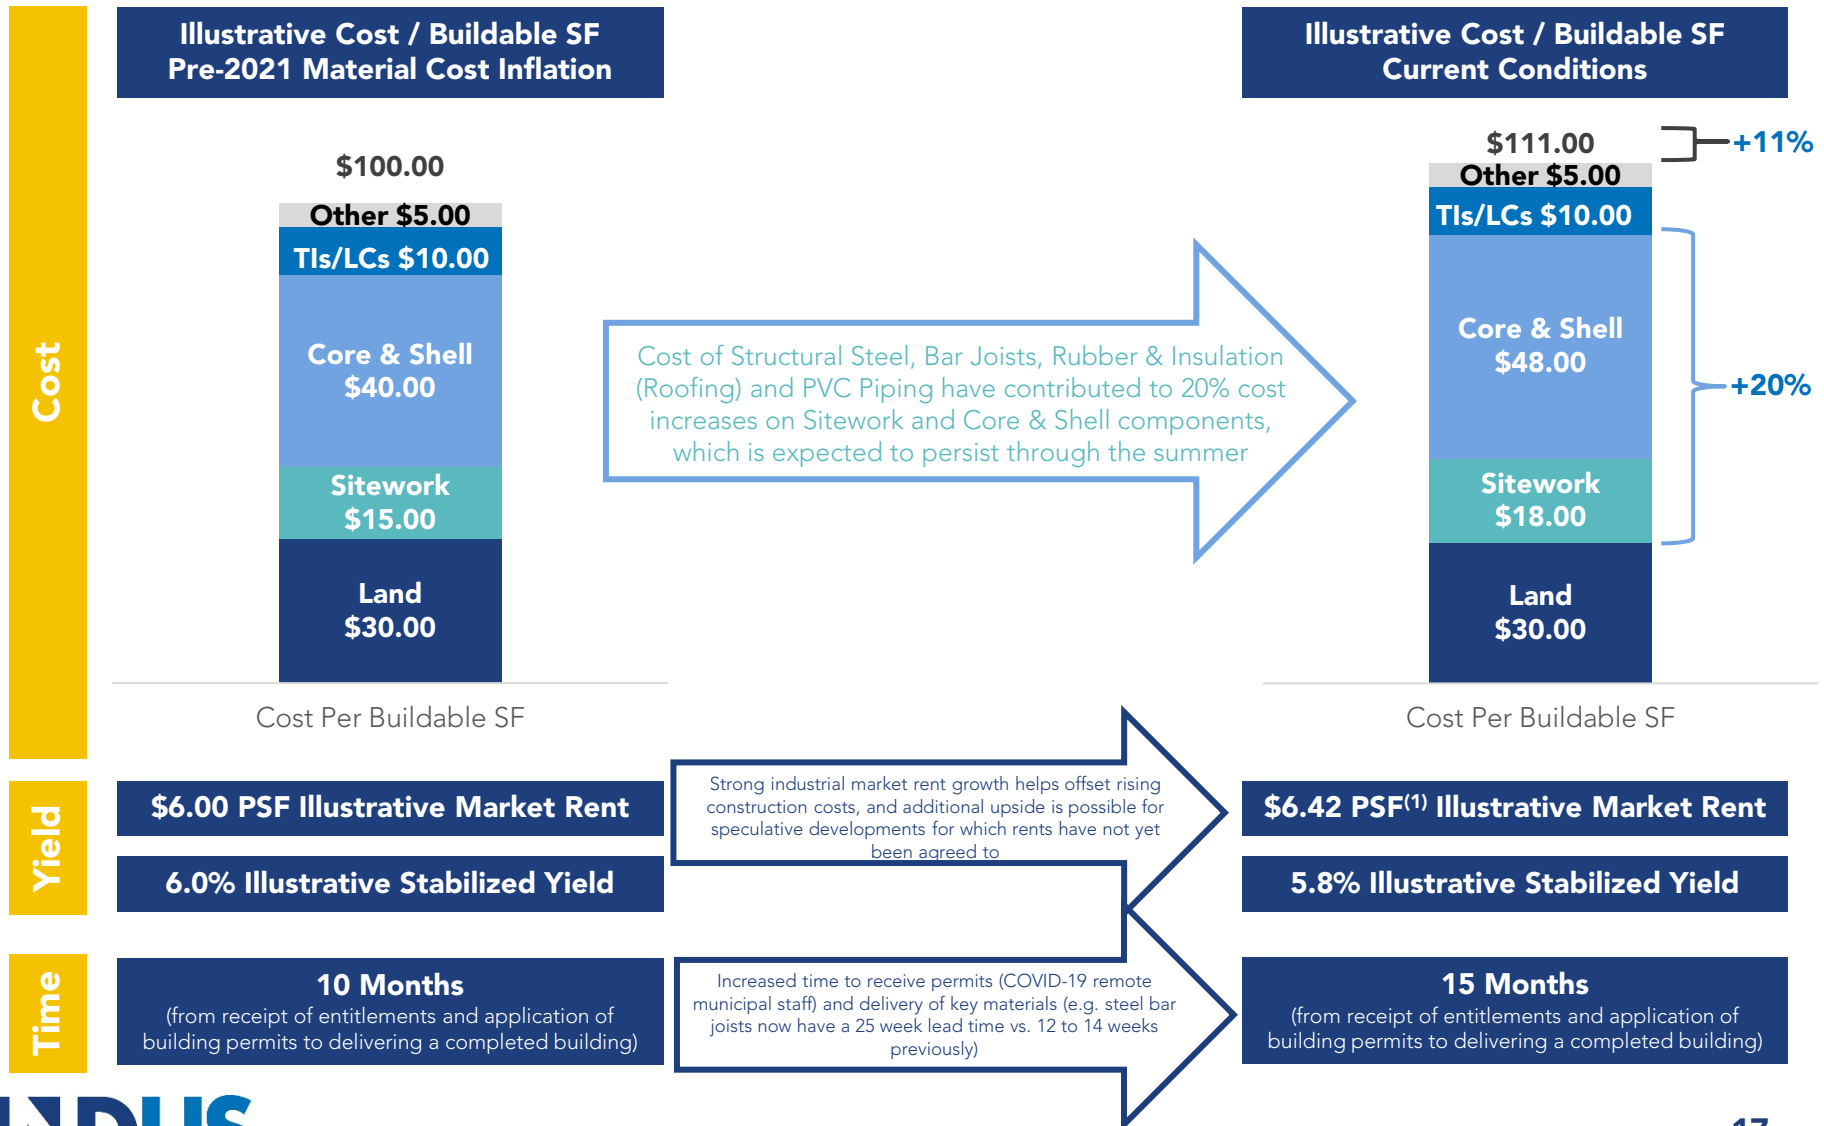 Illustrative Cost / Buildable SF
Pre-2021 Material Cost Inflation
Illustrative Cost / Buildable SF
Current Conditions
Cost
$100.00
Other $5.00
TIs/LCs $10.00
Core & Shell
$40.00
Sitework
$15.00
Land
$30.00
Cost Per Buildable SF
Cost of Structural Steel, Bar Joists, Rubber & Insulation
(Roofing) and PVC Piping have contributed to 20% cost
increases on Sitework and Core & Shell components,
which is expected to persist through the summer
$111.00
+11%
Other $5.00
TIs/LCs $10.00
Core & Shell
$48.00
+20%
Sitework
$18.00
Land
$30.00
Cost Per Buildable SF
Yield
$6.00 PSF Illustrative Market Rent
6.0% Illustrative Stabilized Yield
Strong industrial market rent growth helps offset rising
construction costs, and additional upside is possible for
speculative developments for which rents have not yet
been agreed to
$6.42 PSF(1) Illustrative Market Rent
5.8% Illustrative Stabilized Yield
Time
10 Months
(from receipt of entitlements and application of
building permits to delivering a completed building)
Increased time to receive permits (COVID-19 remote
municipal staff) and delivery of key materials (e.g. steel bar
joists now have a 25 week lead time vs. 12 to 14 weeks
previously)
15 Months
(from receipt of entitlements and application of
building permits to delivering a completed building)
INDUS
17